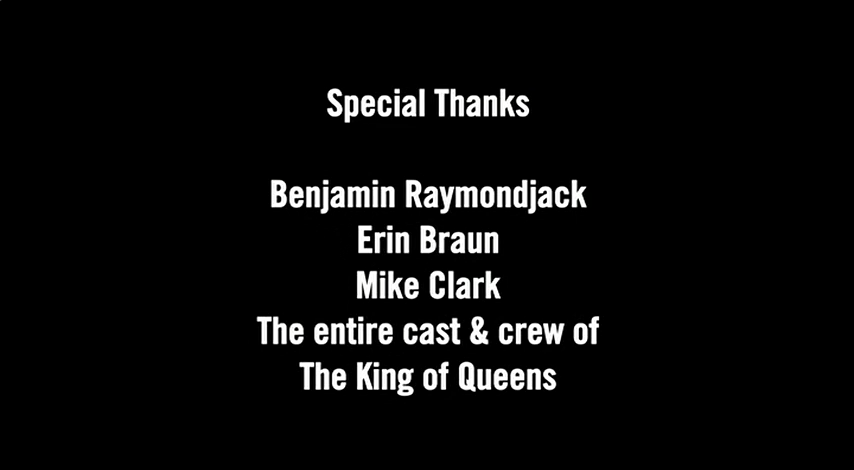 Special Thanks
Benjamin Raymondjack
Erin Braun
Mike Clark
The entire cast & crew of
The King of Queens